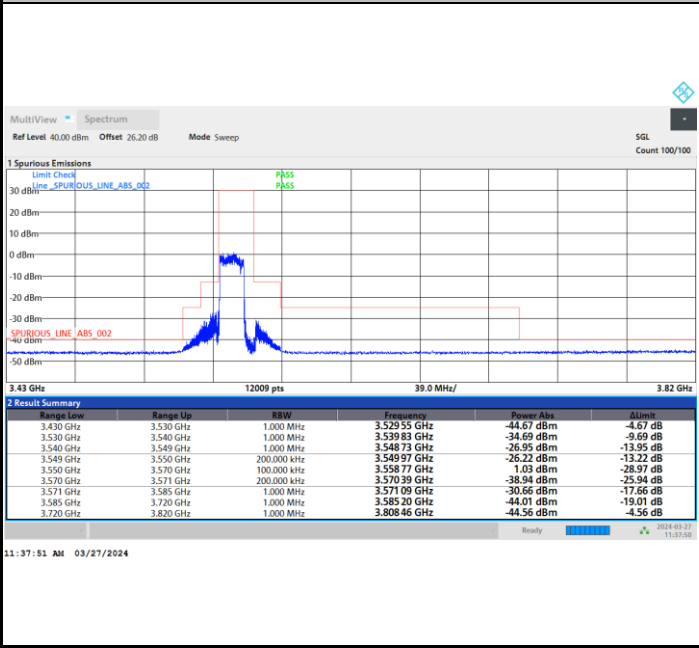 MultiView Spectrum
Ref Level 40.00 dBm Offset 26.20 dB Mode Sweep SGL
Count 100/100
1 Spurious Emissions
Limit Check PASS
Line _SPURIOUS_LINE_ABS_002 PASS
30 dBm
20 dBm
10 dBm
0 dBm
-10 dBm
-20 dBm
-30 dBm
SPURIOUS_LINE_ABS_002
-40 dBm
-50 dBm
3.43 GHz 12009 pts 39.0 MHz/ 3.82 GHz
2 Result Summary
Range Low Range Up RBW Frequency Power Abs ΔLimit
3.430 GHz 3.530 GHz 1.000 MHz 3.529 55 GHz -44.67 dBm -4.67 dB
3.530 GHz 3.540 GHz 1.000 MHz 3.539 83 GHz -34.69 dBm -9.69 dB
3.540 GHz 3.549 GHz 1.000 MHz 3.548 73 GHz -26.95 dBm -13.95 dB
3.549 GHz 3.550 GHz 200.000 kHz 3.549 97 GHz -26.22 dBm -13.22 dB
3.550 GHz 3.570 GHz 100.000 kHz 3.558 77 GHz 1.03 dBm -28.97 dB
3.570 GHz 3.571 GHz 200.000 kHz 3.570 39 GHz -38.94 dBm -25.94 dB
3.571 GHz 3.585 GHz 1.000 MHz 3.571 09 GHz -30.66 dBm -17.66 dB
3.585 GHz 3.720 GHz 1.000 MHz 3.585 20 GHz -44.01 dBm -19.01 dB
3.720 GHz 3.820 GHz 1.000 MHz 3.808 46 GHz -44.56 dBm -4.56 dB
Ready 2024-03-27
11:37:50
11:37:51 AM 03/27/2024